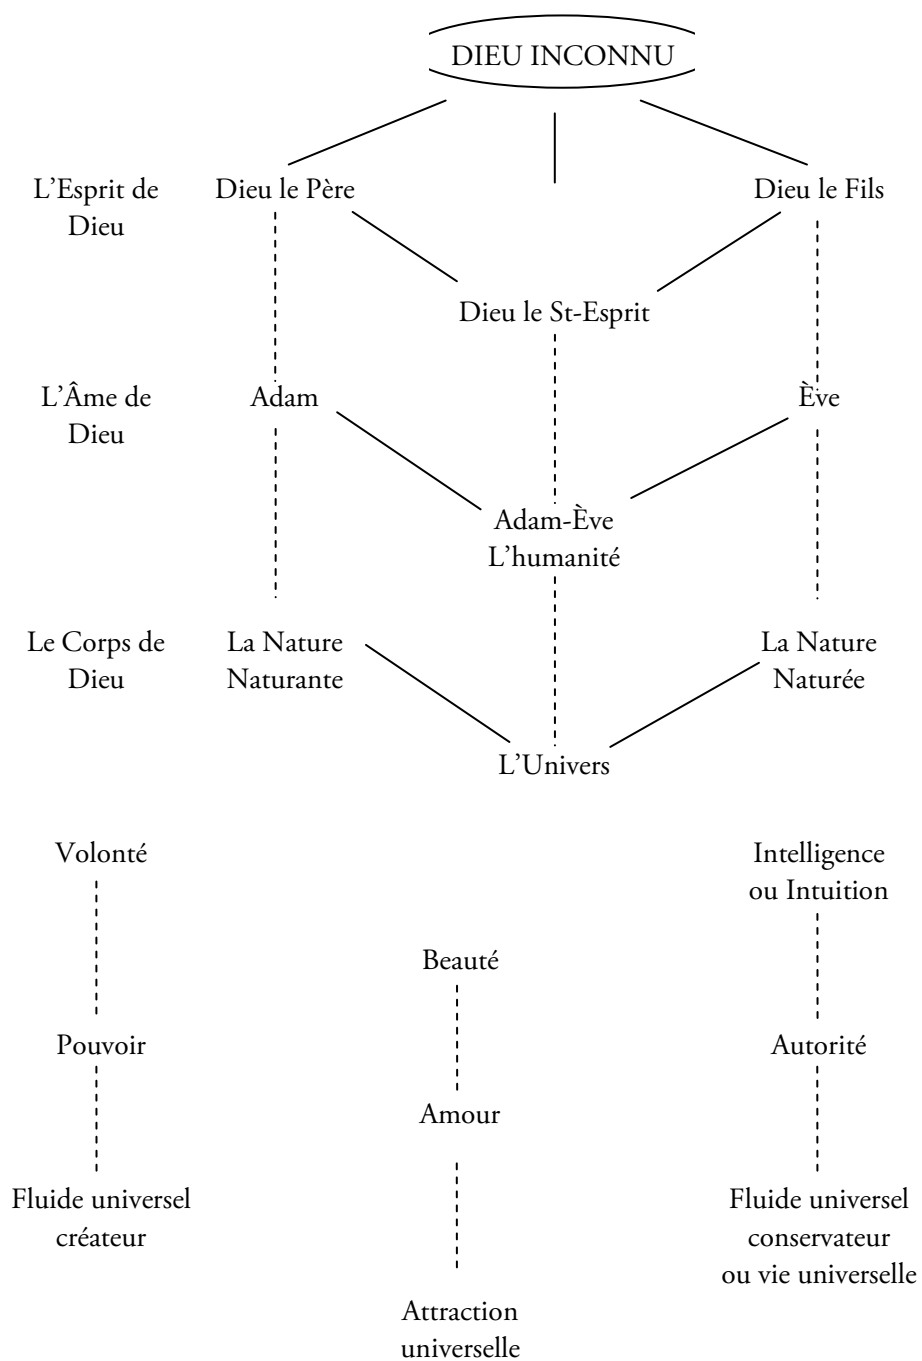 DIEU INCONNU
L'Esprit de
Dieu
Dieu le Père
Dieu le Fils
Dieu le St-Esprit
L'Âme de
Dieu
Adam
Ève
Adam-Ève
L'humanité
Le Corps de
Dieu
La Nature
Naturante
La Nature
Naturée
L'Univers
Volonté
Intelligence
ou Intuition
Beauté
Pouvoir
Autorité
Amour
Fluide universel
créateur
Fluide universel
conservateur
ou vie universelle
Attraction
universelle